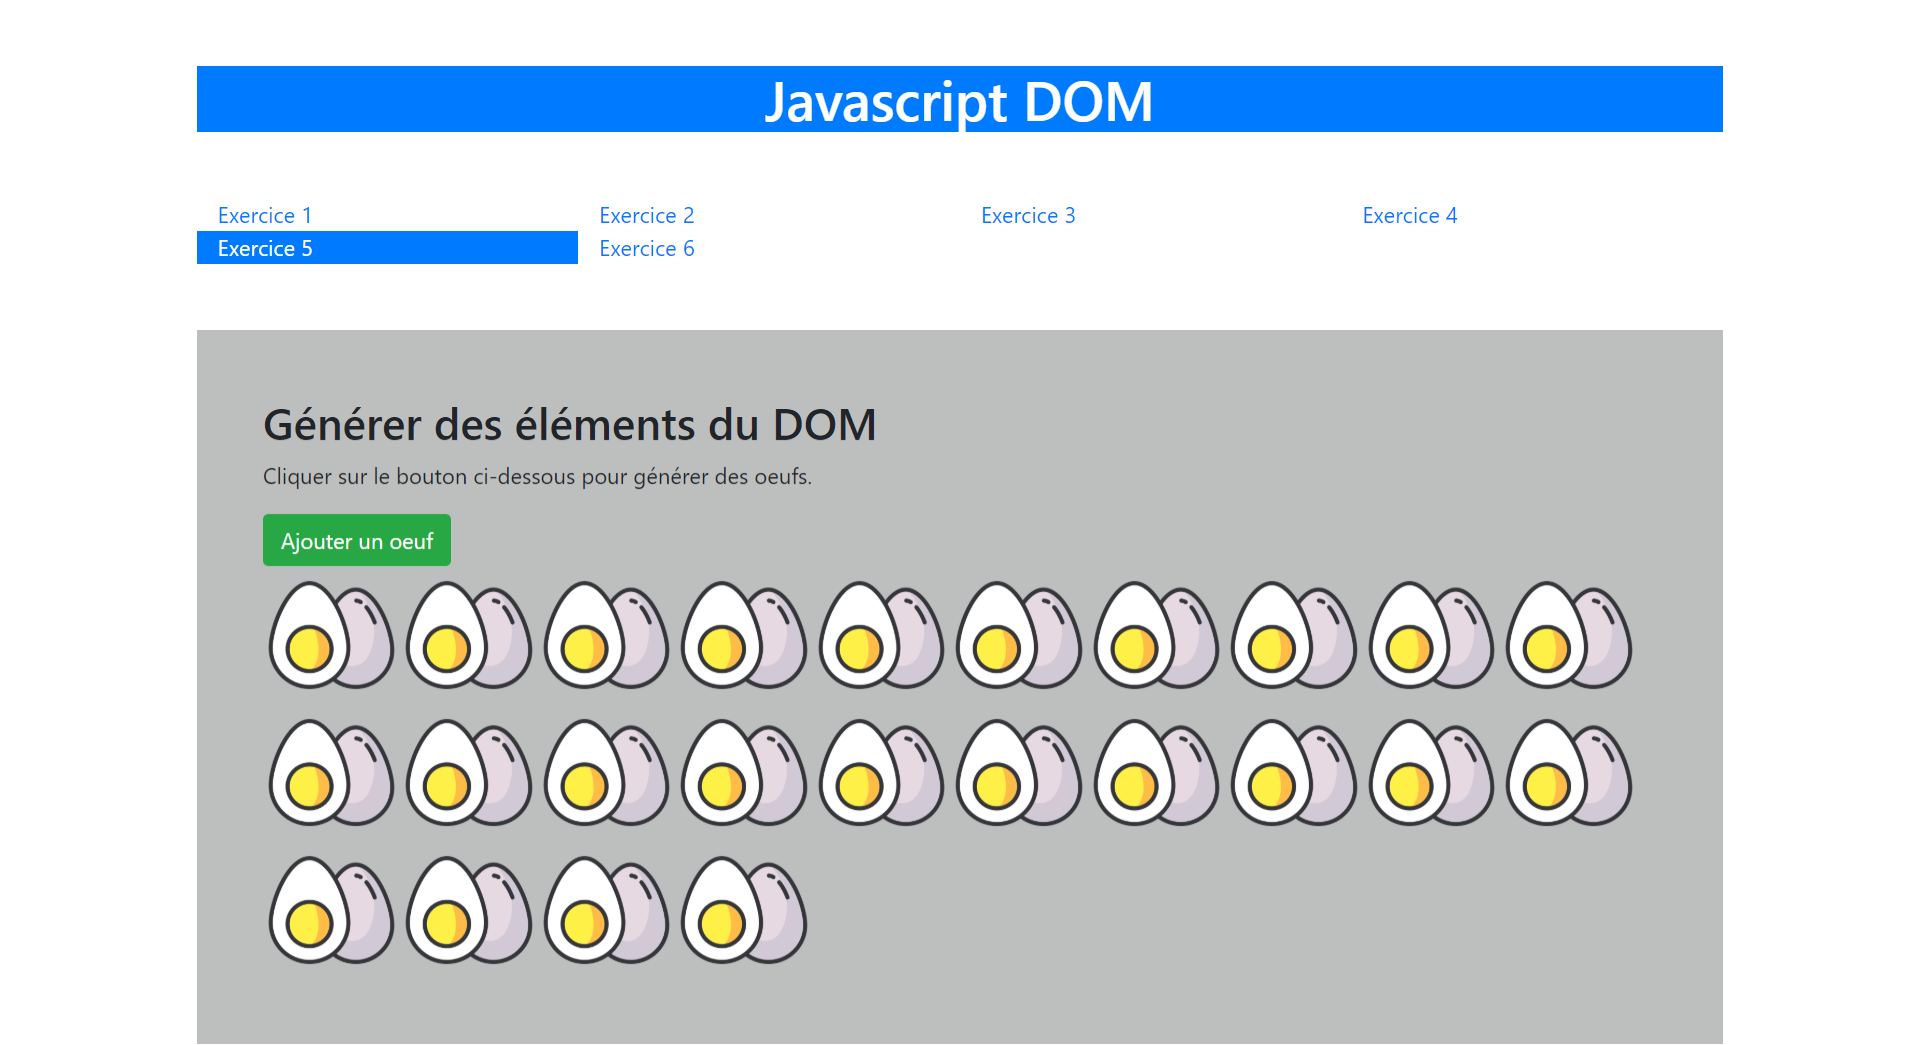 Javascript DOM
Exercice 1 Exercice 2 Exercice 3 Exercice 4
Exercice 5 Exercice 6
Générer des éléments du DOM
Cliquer sur le bouton ci-dessous pour générer des oeufs.
Ajouter un oeuf